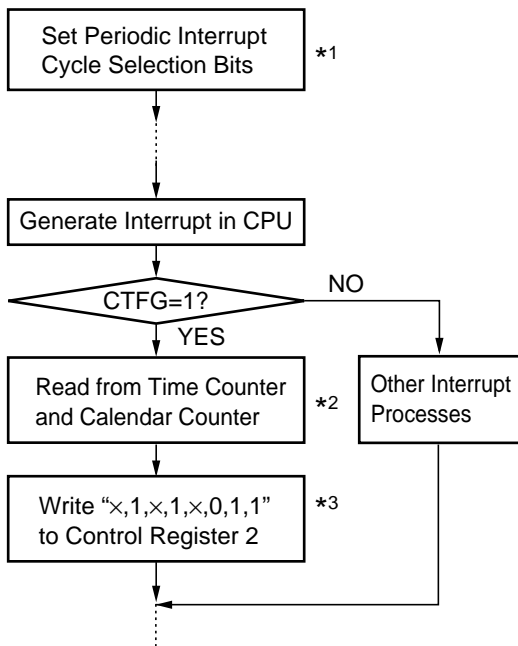 Set Periodic Interrupt
Cycle Selection Bits
*1
Generate Interrupt in CPU
CTFG=1?
NO
YES
Read from Time Counter
and Calendar Counter
*2
Other Interrupt
Processes
Write “×,1,×,1,×,0,1,1”
to Control Register 2
*3